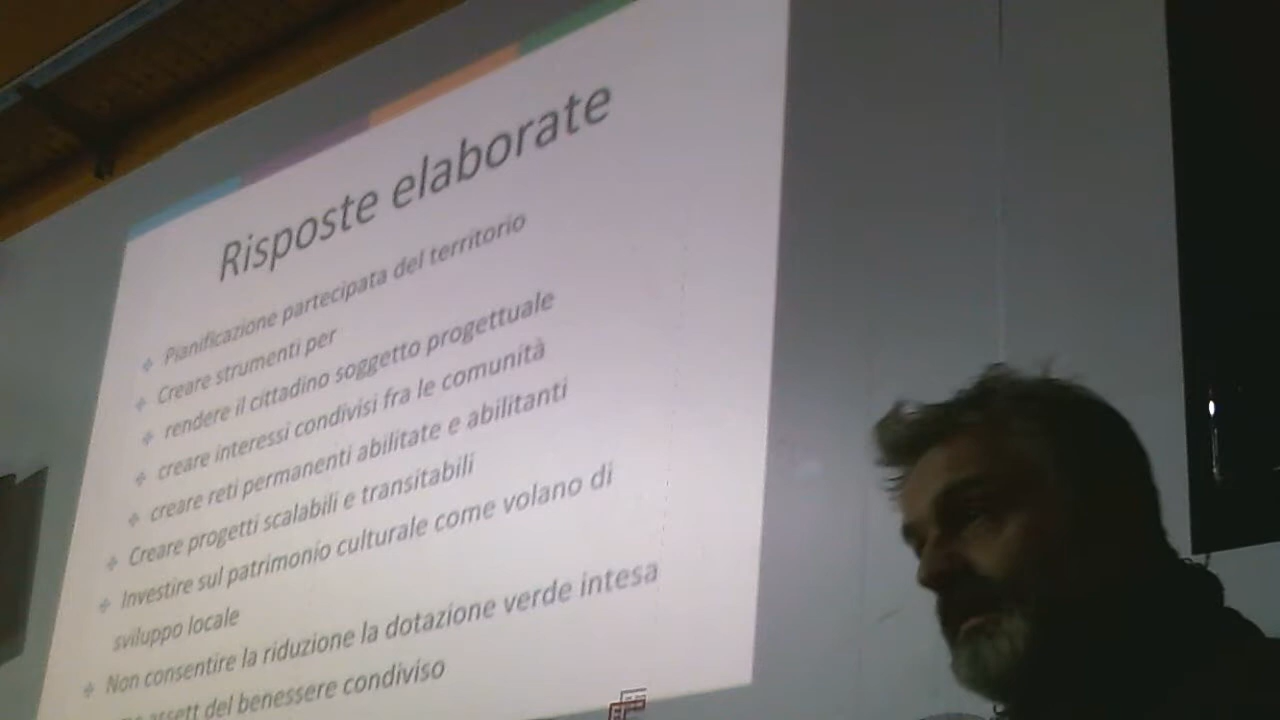 Risposte elaborate
Pianificazione partecipata del territorio
Creare strumenti per
rendere il cittadino soggetto progettuale
creare interessi condivisi fra le comunità
creare reti permanenti abilitate e abilitanti
Creare progetti scalabili e transitabili
Investire sul patrimonio culturale come volano di
sviluppo locale
Non consentire la riduzione la dotazione verde intesa
assett del benessere condiviso